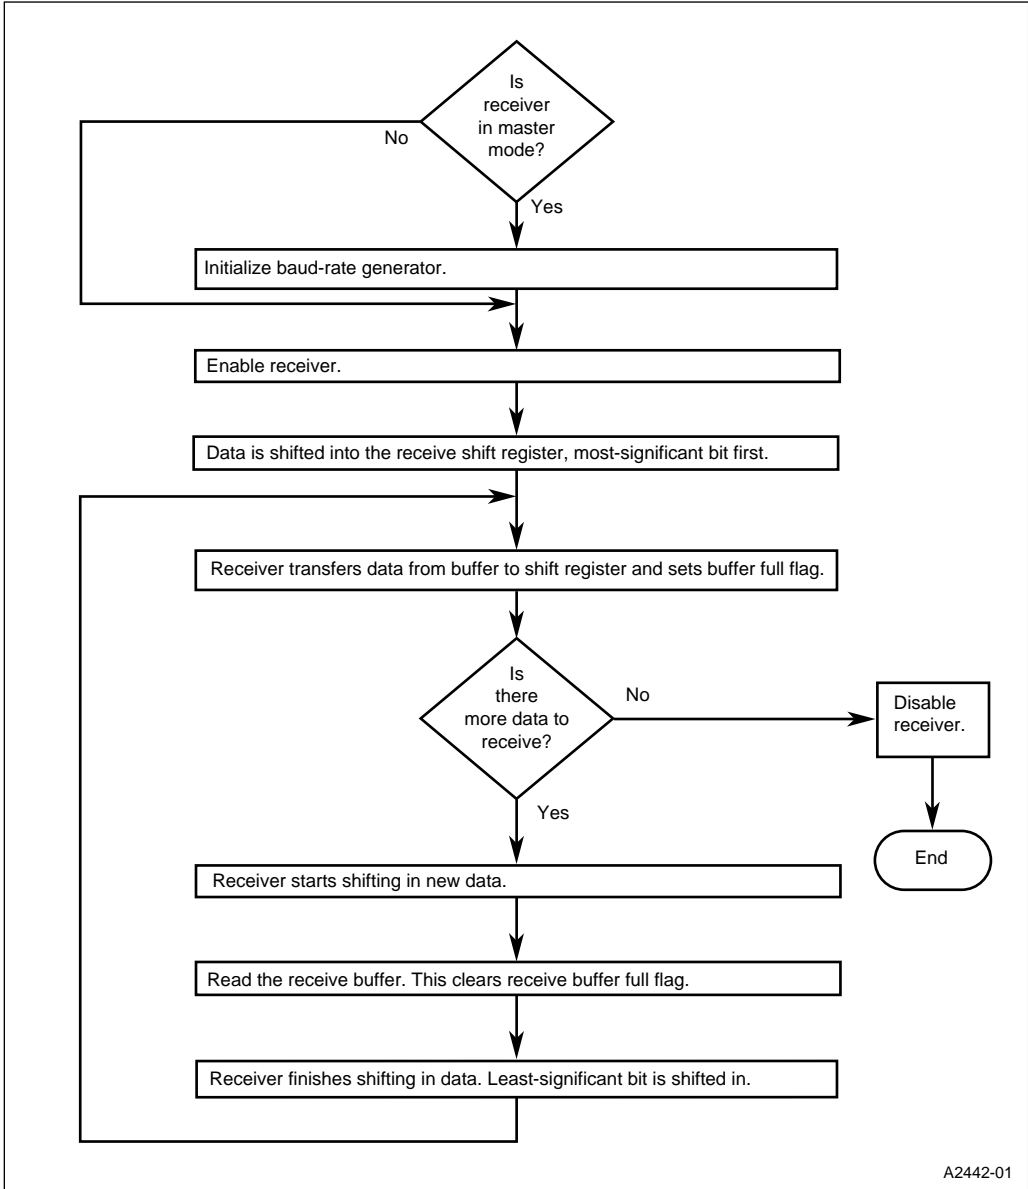 Is
receiver
in master
mode?
No
Yes
Initialize baud-rate generator.
Enable receiver.
Data is shifted into the receive shift register, most-significant bit first.
Receiver transfers data from buffer to shift register and sets buffer full flag.
Is
there
more data to
receive?
No
Disable
receiver.
Yes
End
Receiver starts shifting in new data.
Read the receive buffer. This clears receive buffer full flag.
Receiver finishes shifting in data. Least-significant bit is shifted in.
A2442-01